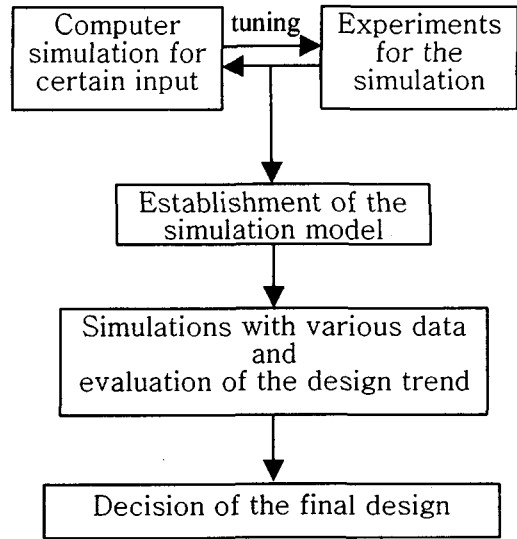 Computer
simulation for
certain input
tuning
Experiments
for the
simulation
Establishment of the
simulation model
Simulations with various data
and
evaluation of the design trend
Decision of the final design